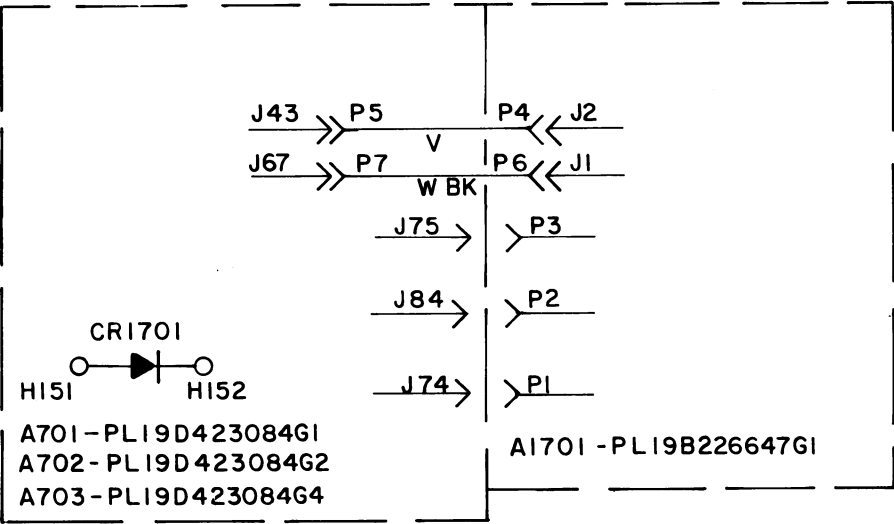 J43 P5 P4 J2
V
J67 P7 P6 J1
W BK
J75 P3
J84 P2
CR1701
H151 H152
J74 P1
A701-PL19D423084G1
A702-PL19D423084G2
A703-PL19D423084G4
A1701-PL19B226647G1